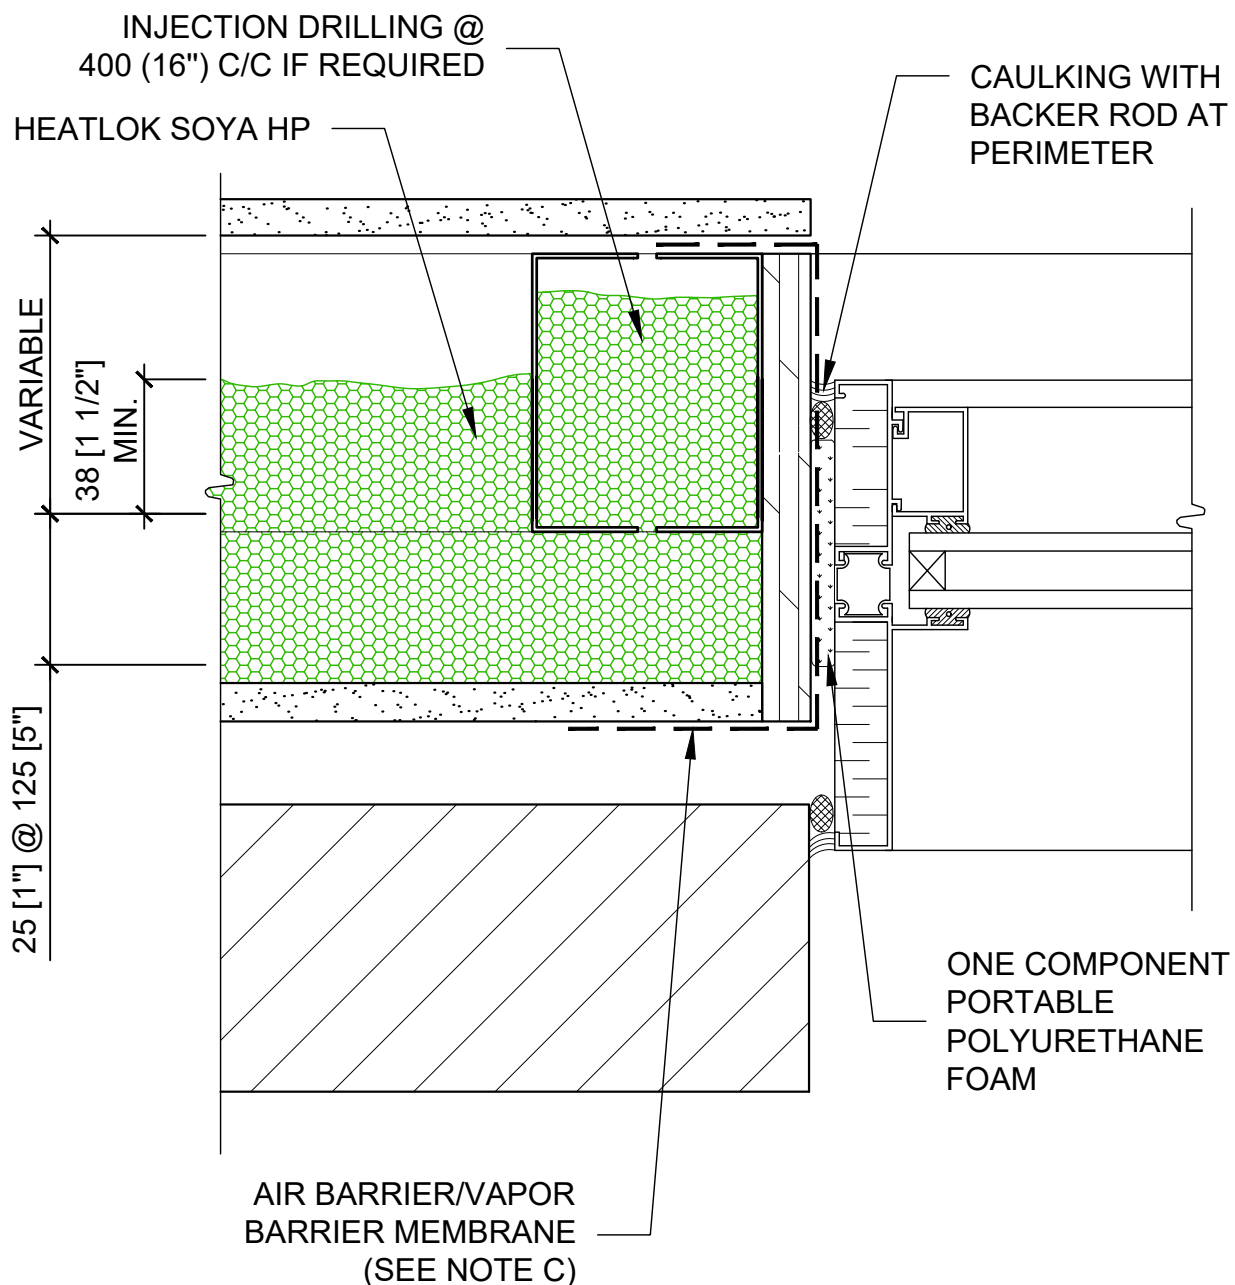 INJECTION DRILLING @
400 (16") C/C IF REQUIRED
HEATLOK SOYA HP
CAULKING WITH
BACKER ROD AT
PERIMETER
VARIABLE
38 [1 1/2"]
MIN.
25 [1"] @ 125 [5"]
ONE COMPONENT
PORTABLE
POLYURETHANE
FOAM
AIR BARRIER/VAPOR
BARRIER MEMBRANE
(SEE NOTE C)